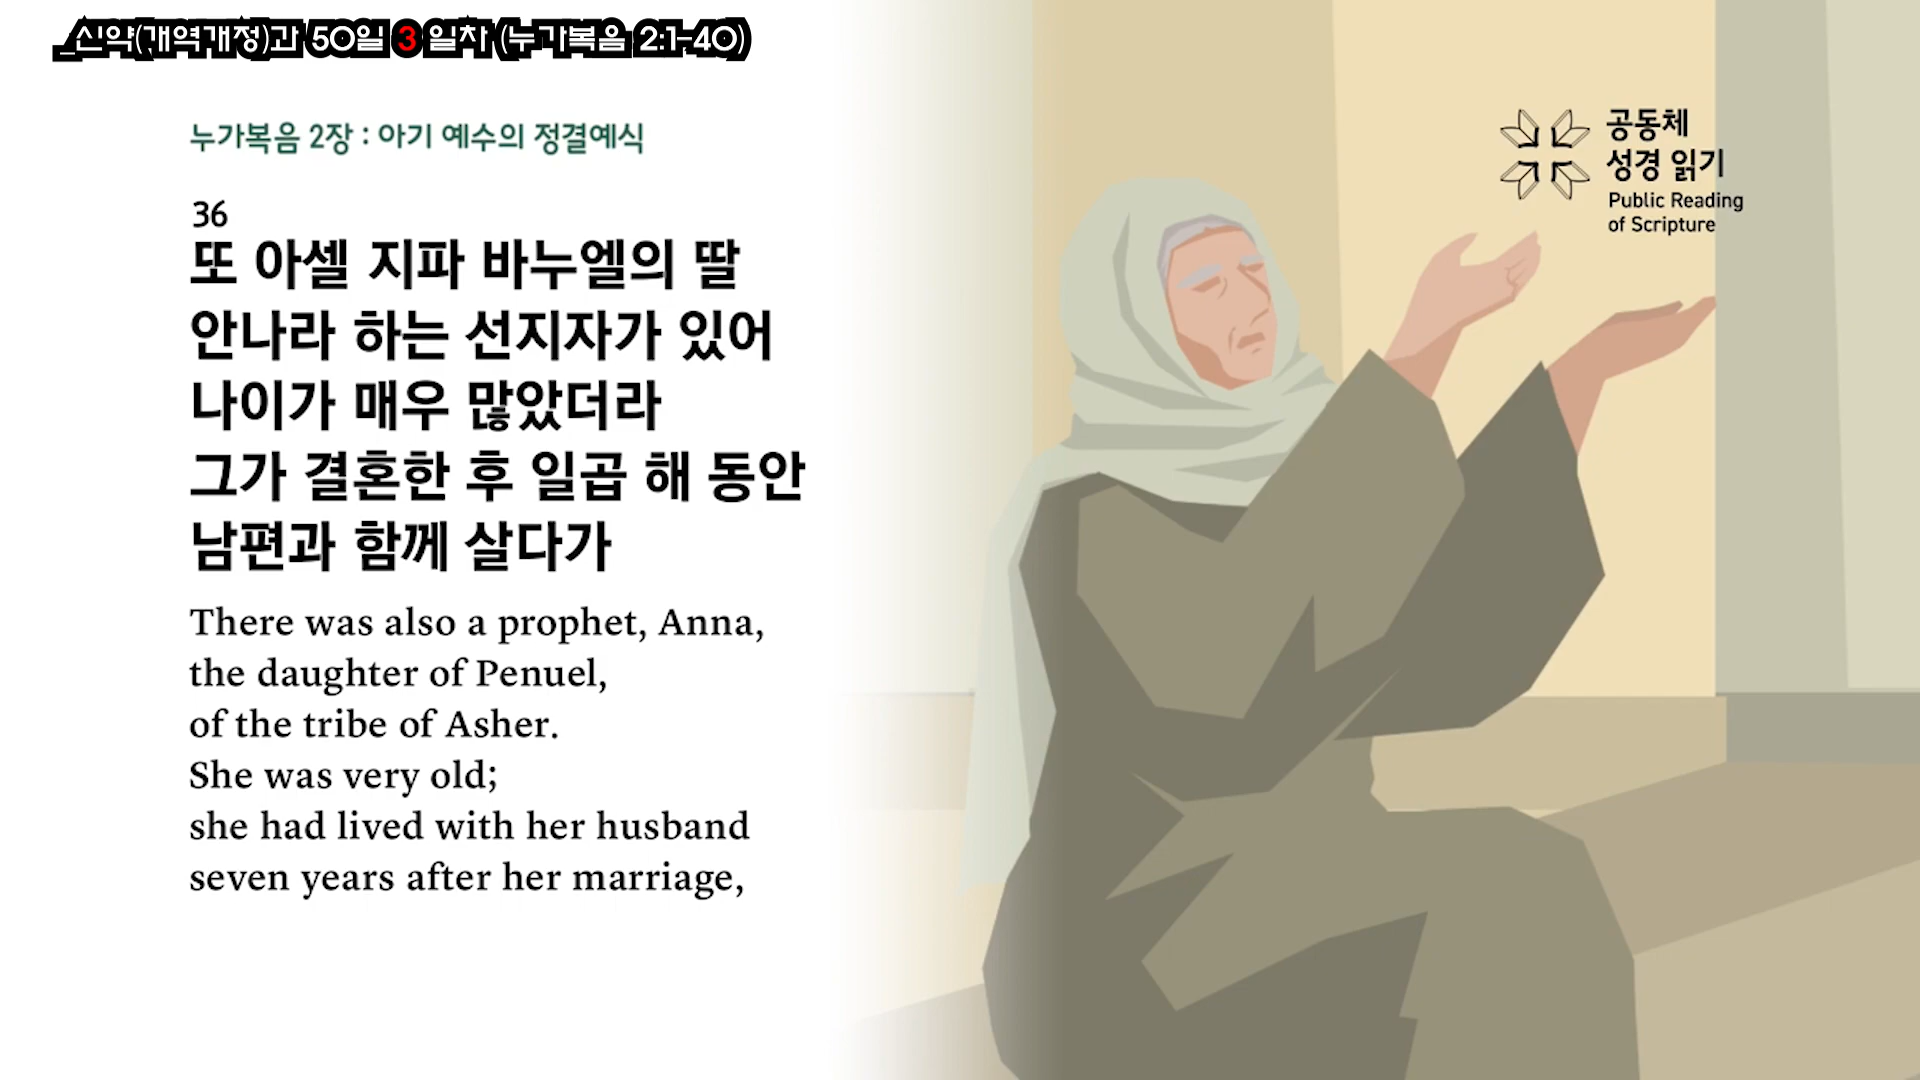 _신약(개역개정)과 50일 3 일차 (누가복음 2:1-40)
누가복음 2장 : 아기 예수의 정결예식
36
또 아셀 지파 바누엘의 딸
안나라 하는 선지자가 있어
나이가 매우 많았더라
그가 결혼한 후 일곱 해 동안
남편과 함께 살다가
There was also a prophet, Anna,
the daughter of Penuel,
of the tribe of Asher.
She was very old;
she had lived with her husband
seven years after her marriage,
공동체
성경 읽기
Public Reading
of Scripture